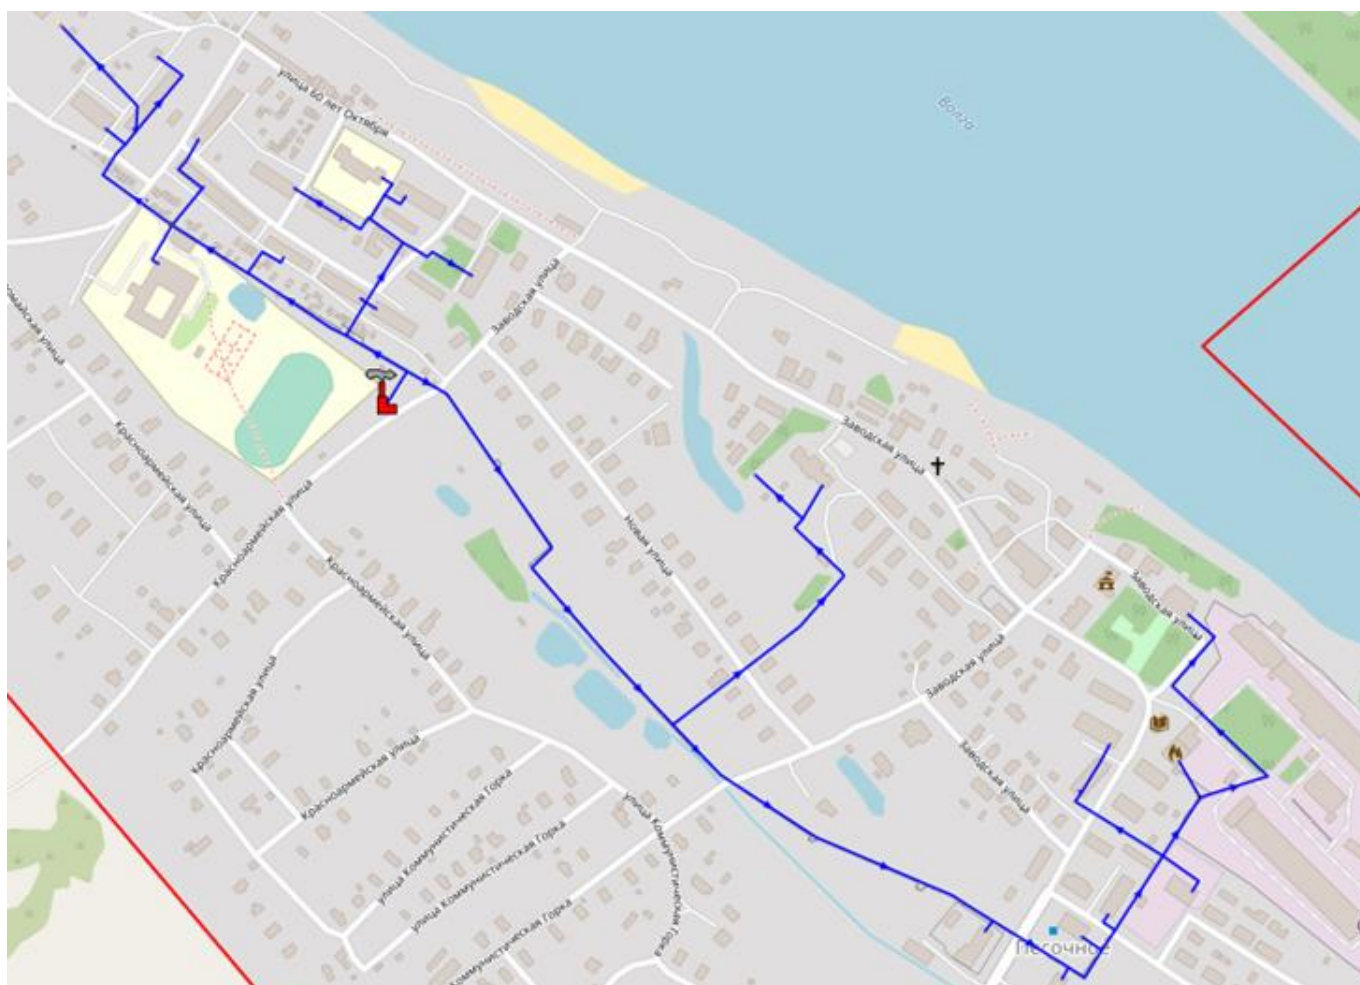 улица 60 лет Октября
Волга
Заводская улица
Красноармейская улица
Красноармейская улица
Новая улица
Заводская улица
Красноармейская улица
Заводская улица
Заводская улица
Красноармейская улица
Красноармейская улица
Заводская улица
улица Коммунистическая Горка
улица Коммунистическая Горка
улица Коммунистическая Горка
Коммунистическая Горка
Песочное